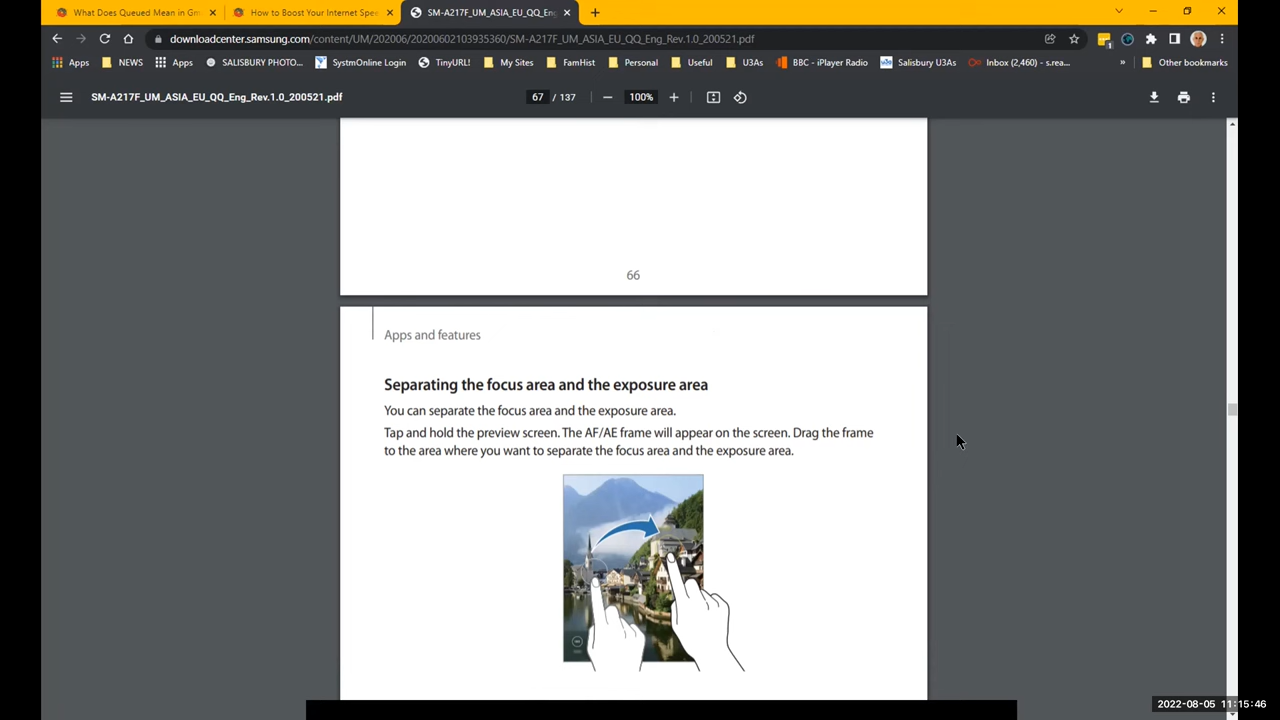 What Does Queued Mean in Gm
How to Boost Your Internet Spe
SM-A217F_UM_ASIA_EU_QQ_Eng
downloadcenter.samsung.com/content/UM/202006/20200602103935360/SM-A217F_UM_ASIA_EU_QQ_Eng_Rev.1.0_200521.pdf
1
Apps
NEWS
Apps
SALISBURY PHOTO...
SystmOnline Login
TinyURL!
My Sites
FamHist
Personal
Useful
U3As
BBC - iPlayer Radio
Salisbury U3As
Inbox (2,460) - s.rea...
»
Other bookmarks
SM-A217F_UM_ASIA_EU_QQ_Eng_Rev.1.0_200521.pdf
67 / 137
100%
66
Apps and features
Separating the focus area and the exposure area
You can separate the focus area and the exposure area.
Tap and hold the preview screen. The AF/AE frame will appear on the screen. Drag the frame
to the area where you want to separate the focus area and the exposure area.
2022-08-05 11:15:46